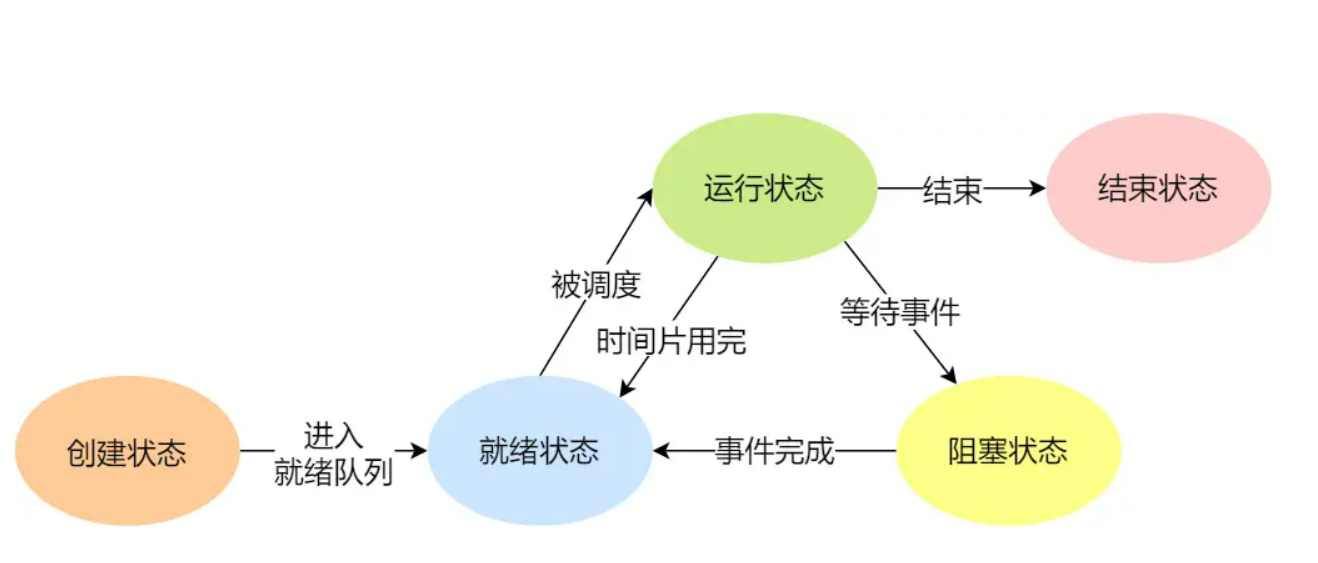 运行状态
结束
结束状态
被调度
等待事件
时间片用完
创建状态
进入
就绪队列
就绪状态
事件完成
阻塞状态